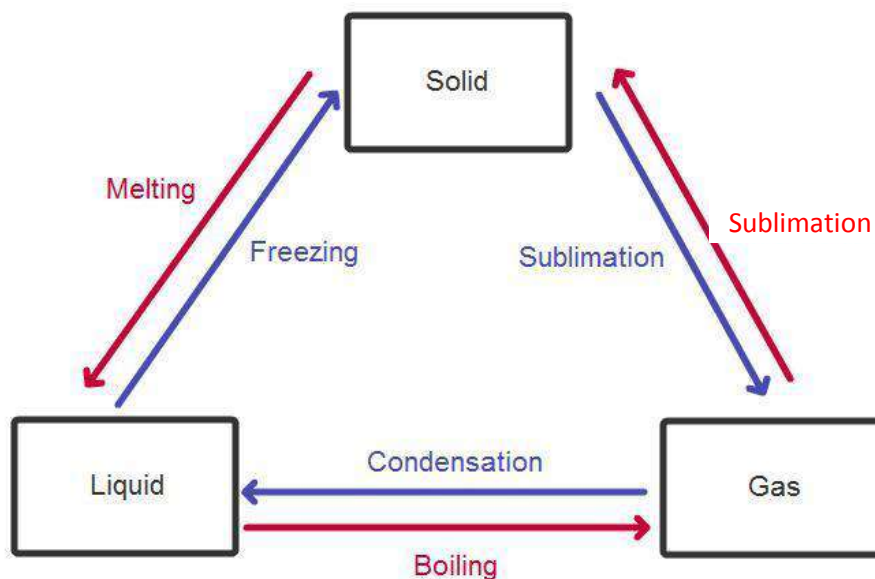 Solid
Melting
Freezing
Sublimation
Sublimation
Liquid
Condensation
Gas
Boiling